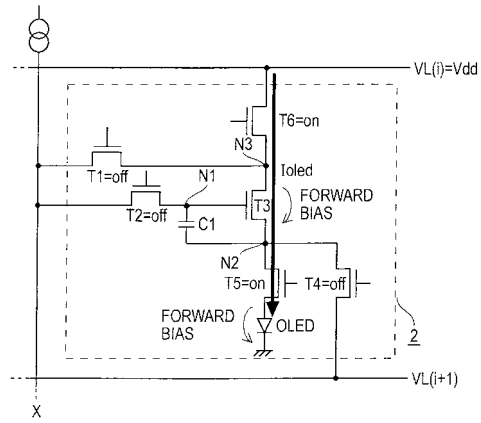 VL(i)=Vdd
T6=on
N3
Ioled
T1=off
N1
T3
FORWARD
BIAS
T2=off
C1
N2
T5=on
T4=off
FORWARD
BIAS
OLED
2
VL(i+1)
X